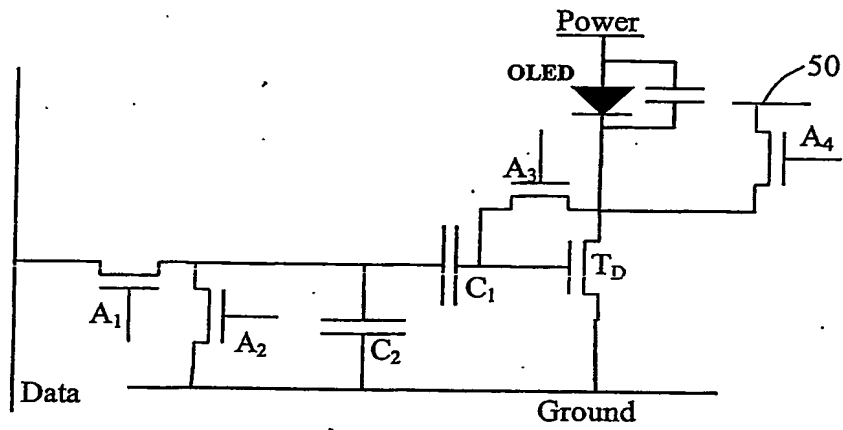 Power
OLED
50
A4
A3
TD
C1
A1
A2
C2
Data
Ground